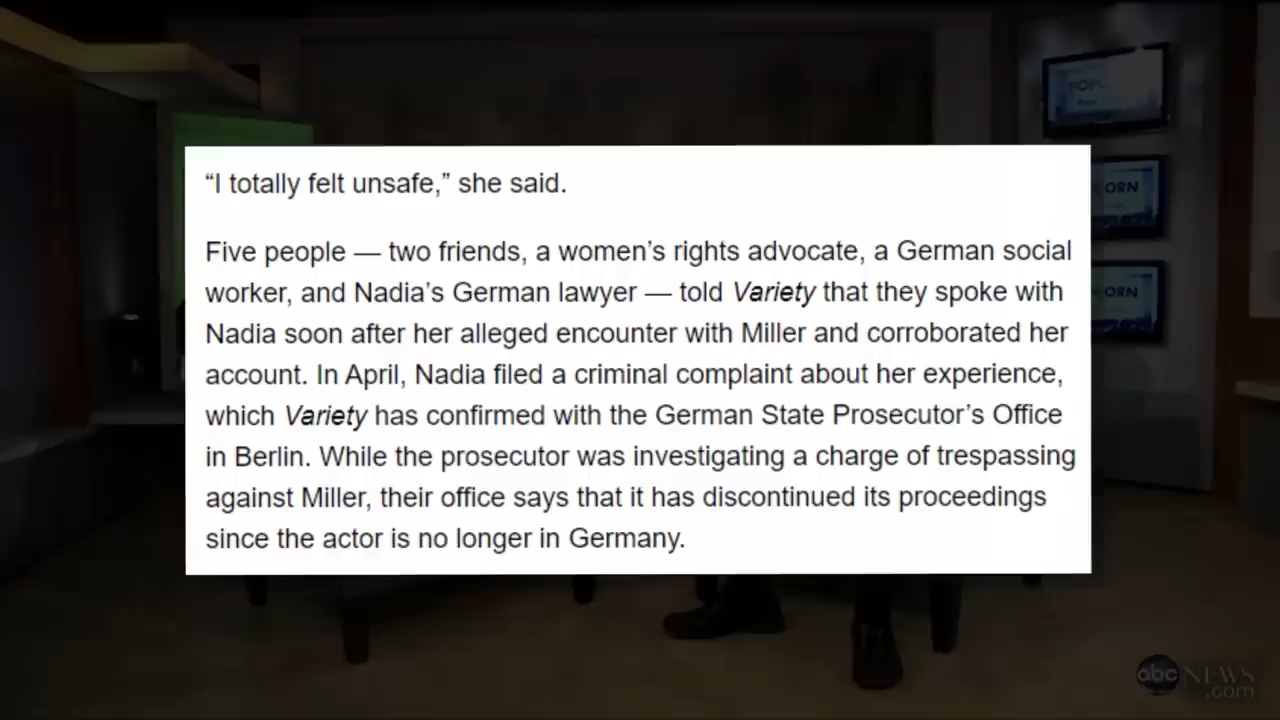 “I totally felt unsafe,” she said.
Five people — two friends, a women’s rights advocate, a German social
worker, and Nadia’s German lawyer — told Variety that they spoke with
Nadia soon after her alleged encounter with Miller and corroborated her
account. In April, Nadia filed a criminal complaint about her experience,
which Variety has confirmed with the German State Prosecutor’s Office
in Berlin. While the prosecutor was investigating a charge of trespassing
against Miller, their office says that it has discontinued its proceedings
since the actor is no longer in Germany.
ORN
ORN
abc NEWS
.com